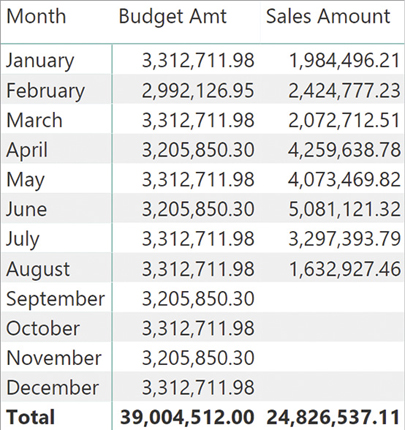 Month Budget Amt Sales Amount
January 3,312,711.98 1,984,496.21
February 2,992,126.95 2,424,777.23
March 3,312,711.98 2,072,712.51
April 3,205,850.30 4,259,638.78
May 3,312,711.98 4,073,469.82
June 3,205,850.30 5,081,121.32
July 3,312,711.98 3,297,393.79
August 3,312,711.98 1,632,927.46
September 3,205,850.30
October 3,312,711.98
November 3,205,850.30
December 3,312,711.98
Total 39,004,512.00 24,826,537.11